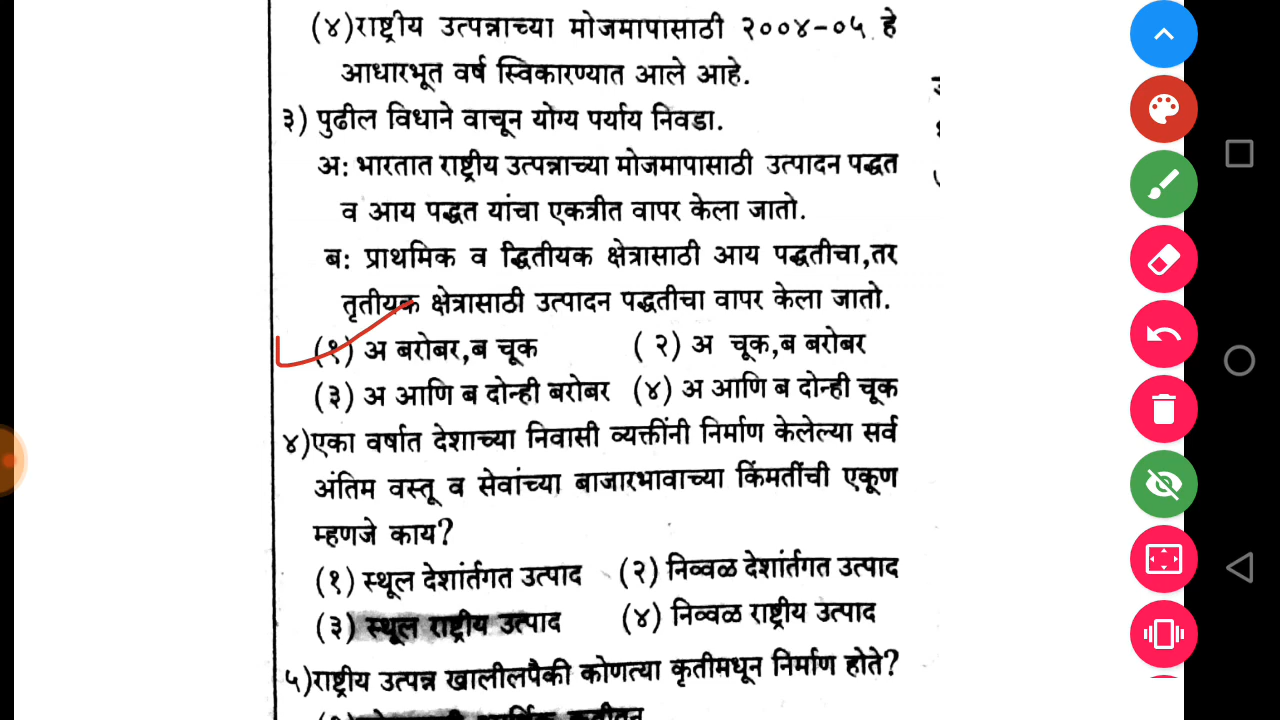 (४)राष्ट्रीय उत्पन्नाच्या मोजमापासाठी २००४-०५ हे
आधारभूत वर्ष स्विकारण्यात आले आहे.
३) पुढील विधाने वाचून योग्य पर्याय निवडा.
अ: भारतात राष्ट्रीय उत्पन्नाच्या मोजमापासाठी उत्पादन पद्धत
व आय पद्धत यांचा एकत्रीत वापर केला जातो.
ब: प्राथमिक व द्धितीयक क्षेत्रासाठी आय पद्धतीचा,तर
तृतीयक क्षेत्रासाठी उत्पादन पद्धतीचा वापर केला जातो.
(१) अ बरोबर,ब चूक (२) अ चूक,ब बरोबर
(३) अ आणि ब दोन्ही बरोबर (४) अ आणि ब दोन्ही चूक
४)एका वर्षात देशाच्या निवासी व्यक्तींनी निर्माण केलेल्या सर्व
अंतिम वस्तू व सेवांच्या बाजारभावाच्या किंमतींची एकूण
म्हणजे काय?
(१) स्थूल देशांर्तगत उत्पाद (२) निव्वळ देशांर्तगत उत्पाद
(३) स्थूल राष्ट्रीय उत्पाद (४) निव्वळ राष्ट्रीय उत्पाद
५)राष्ट्रीय उत्पन्न खालीलपैकी कोणत्या कृतीमधून निर्माण होते?